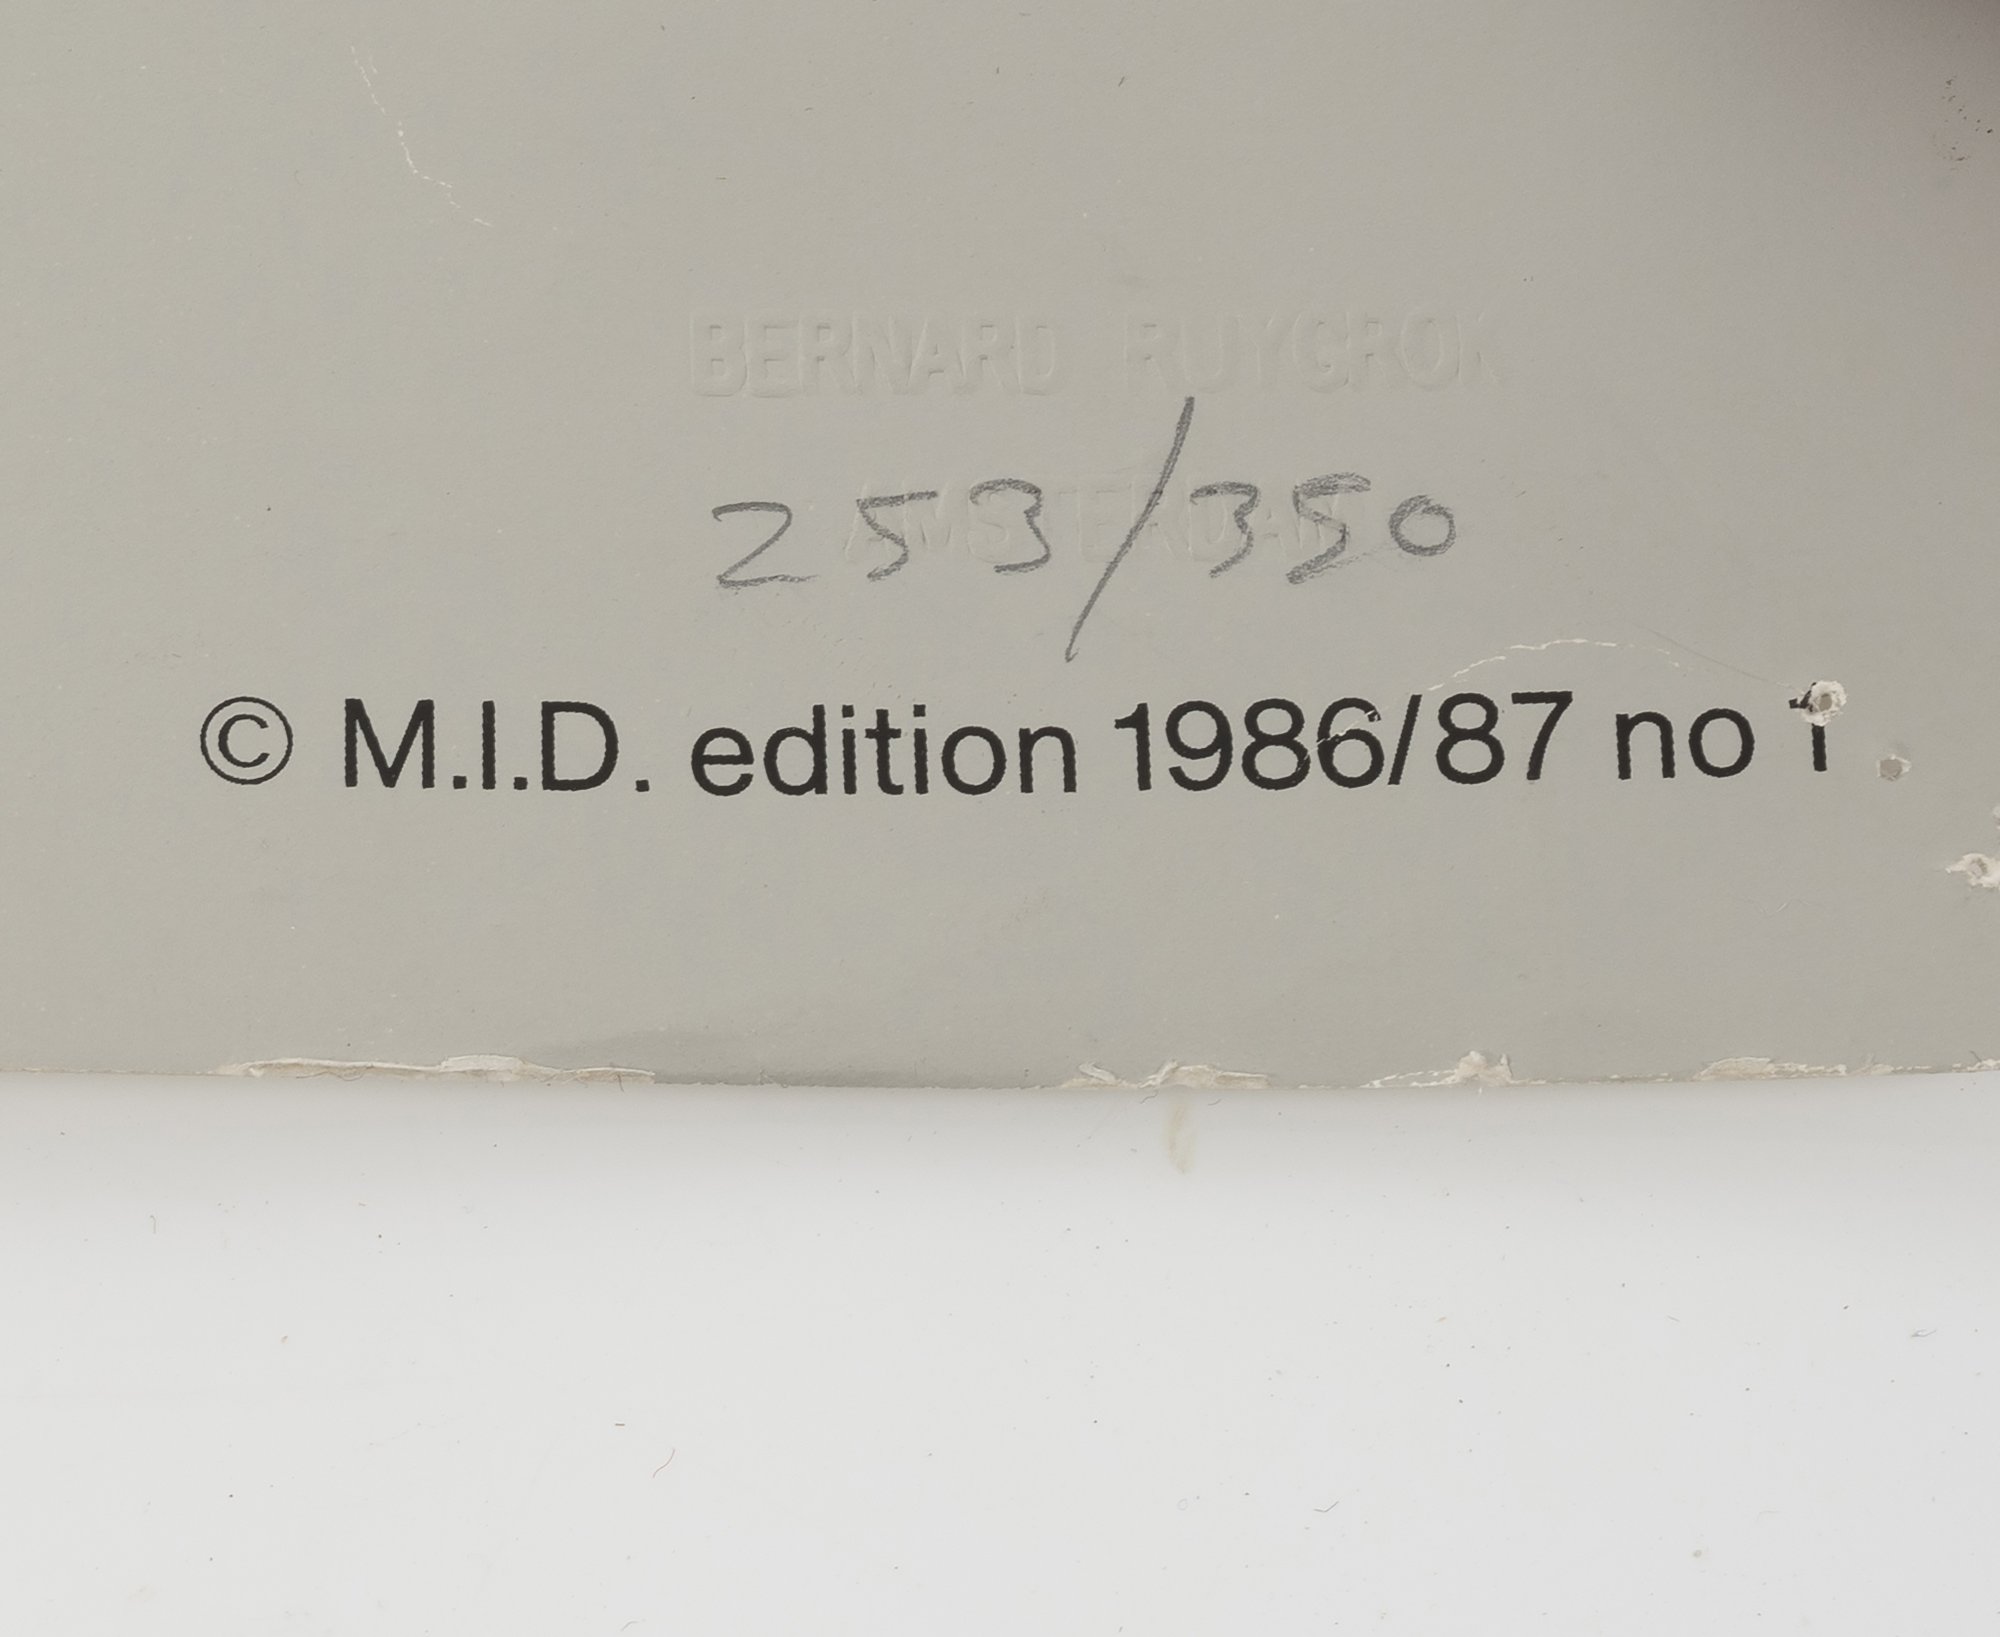 BERNARD RUYGROK
AMSTERDAM
253/350
© M.I.D. edition 1986/87 no 1